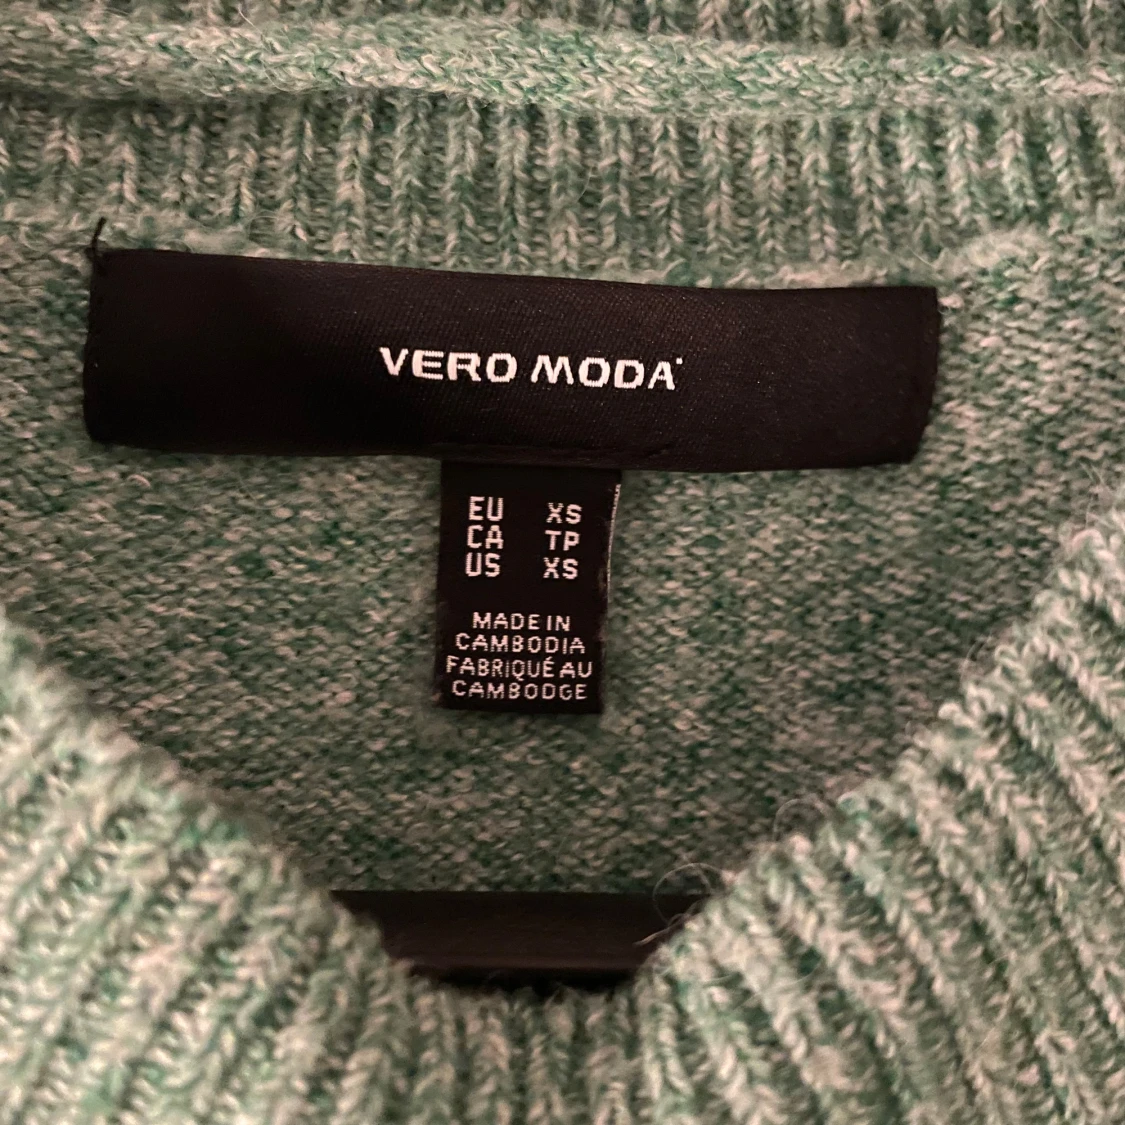 VERO MODA
EU XS
CA TP
US XS
MADE IN
CAMBODIA
FABRIQUÉ AU
CAMBODGE